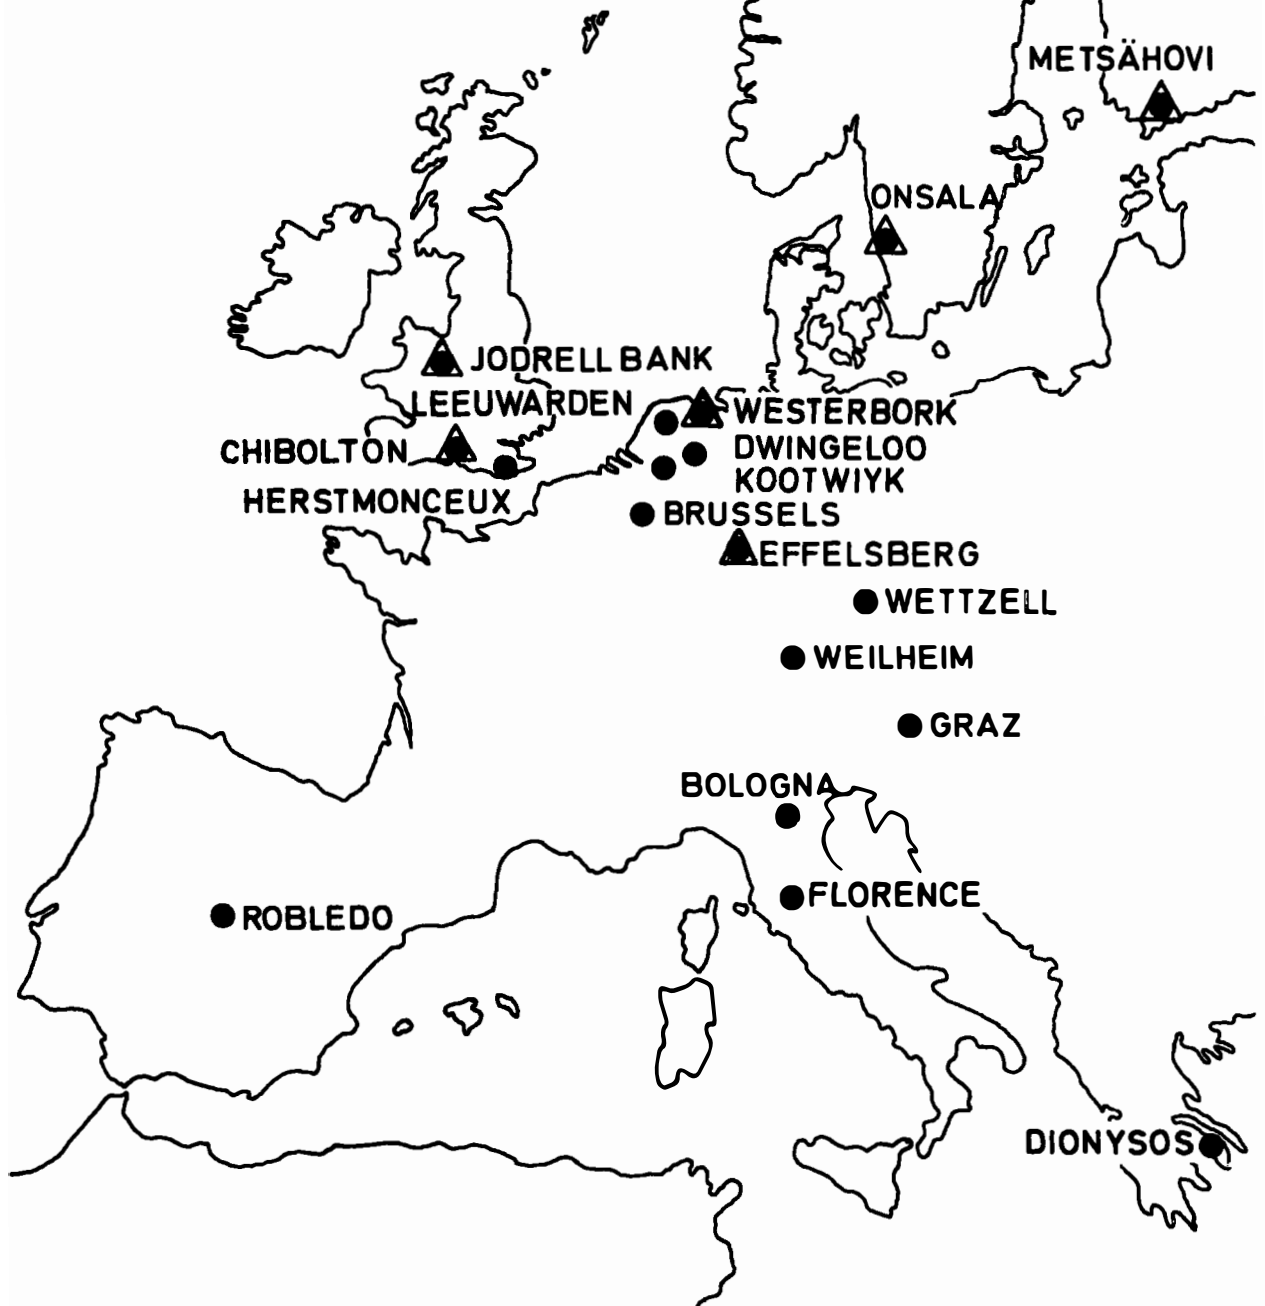 METSÄHOVI
ONSALA
JODRELL BANK
LEEUWARDEN
WESTERBORK
CHIBOLTON
DWINGELOO
KOOTWIYK
HERSTMONCEUX
BRUSSELS
EFFELSBERG
WETTZELL
WEILHEIM
GRAZ
BOLOGNA
FLORENCE
ROBLEDO
DIONYSOS